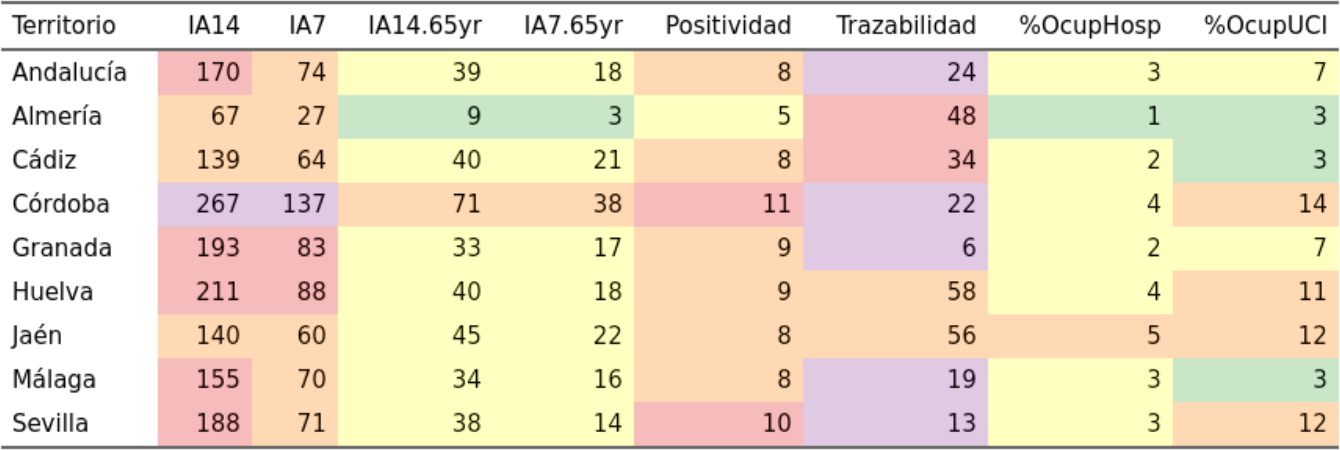 Territorio IA14 IA7 IA14.65yr IA7.65yr Positividad Trazabilidad %OcupHosp %OcupUCI
Andalucía 170 74 39 18 8 24 3 7
Almería 67 27 9 3 5 48 1 3
Cádiz 139 64 40 21 8 34 2 3
Córdoba 267 137 71 38 11 22 4 14
Granada 193 83 33 17 9 6 2 7
Huelva 211 88 40 18 9 58 4 11
Jaén 140 60 45 22 8 56 5 12
Málaga 155 70 34 16 8 19 3 3
Sevilla 188 71 38 14 10 13 3 12